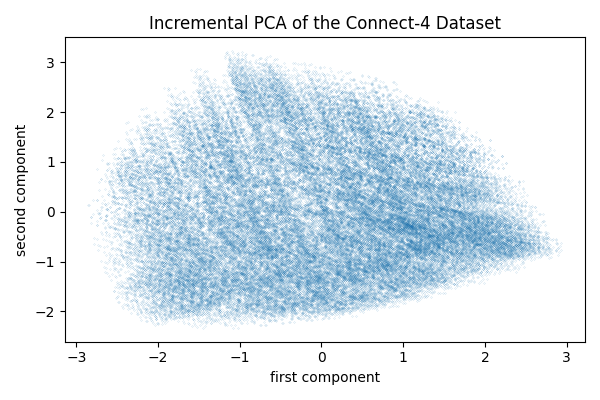 Incremental PCA of the Connect-4 Dataset
3
2
1
0
−1
−2
second component
−3 −2 −1 0 1 2 3
first component